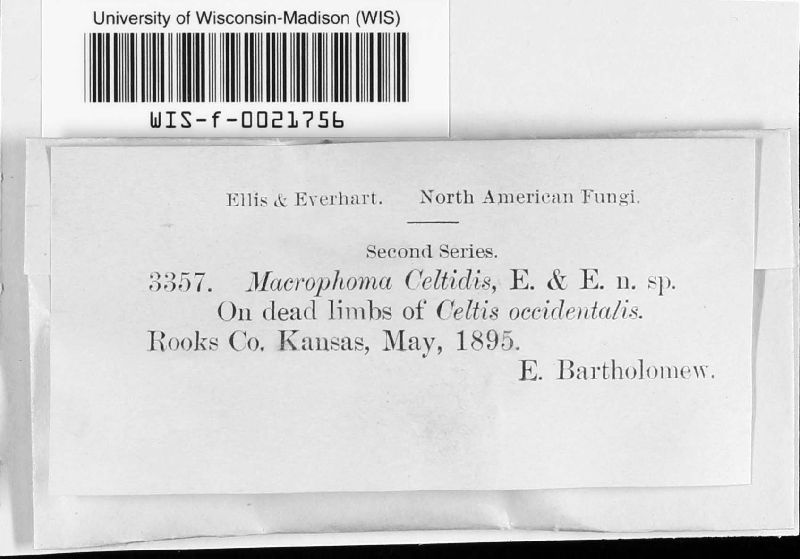 University of Wisconsin-Madison (WIS)
WIS-f-0021756
Ellis & Everhart. North American Fungi.
Second Series.
3357. Macrophoma Celtidis, E. & E. n. sp.
On dead limbs of Celtis occidentalis.
Rooks Co. Kansas, May, 1895.
E. Bartholomew.